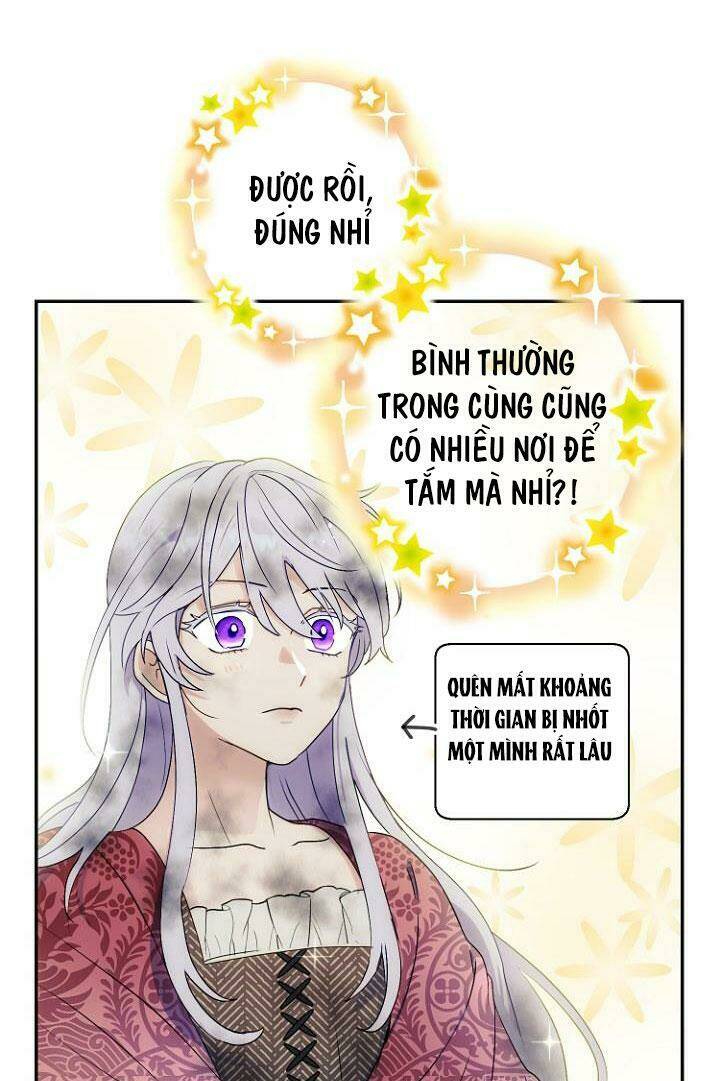 ĐƯỢC RỒI,
ĐÚNG NHỈ
BÌNH THƯỜNG
TRONG CÙNG CŨNG
CÓ NHIỀU NƠI ĐỂ
TẮM MÀ NHỈ?!
QUÊN MẤT KHOẢNG
THỜI GIAN BỊ NHỐT
MỘT MÌNH RẤT LÂU